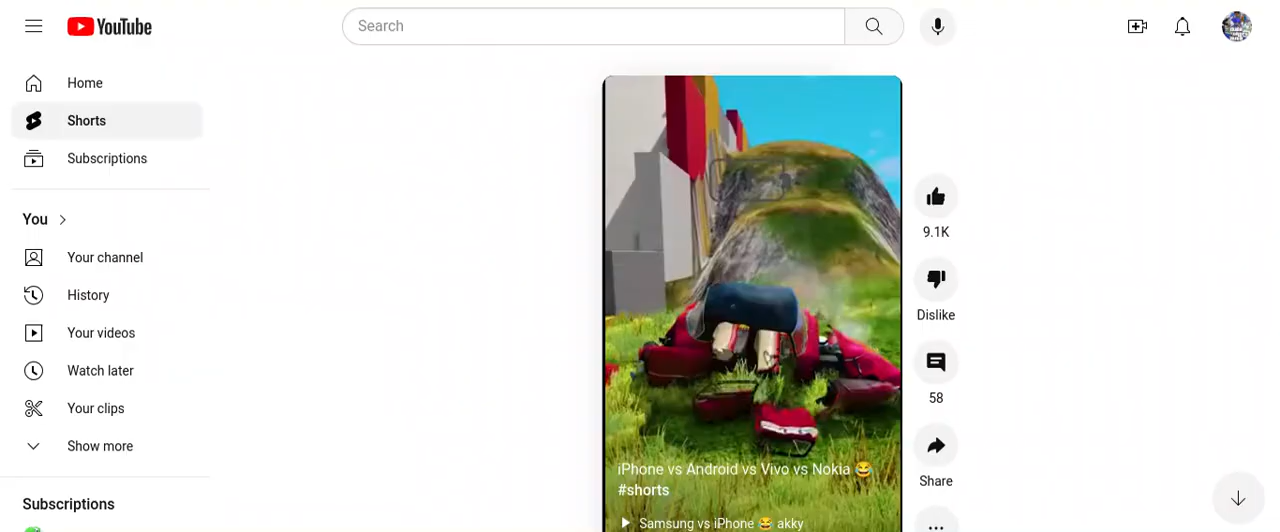 YouTube
Search
Home
Shorts
Subscriptions
You
Your channel
History
Your videos
Watch later
Your clips
Show more
Subscriptions
9.1K
Dislike
58
Share
iPhone vs Android vs Vivo vs Nokia 😂
#shorts
Samsung vs iPhone 😂 akky